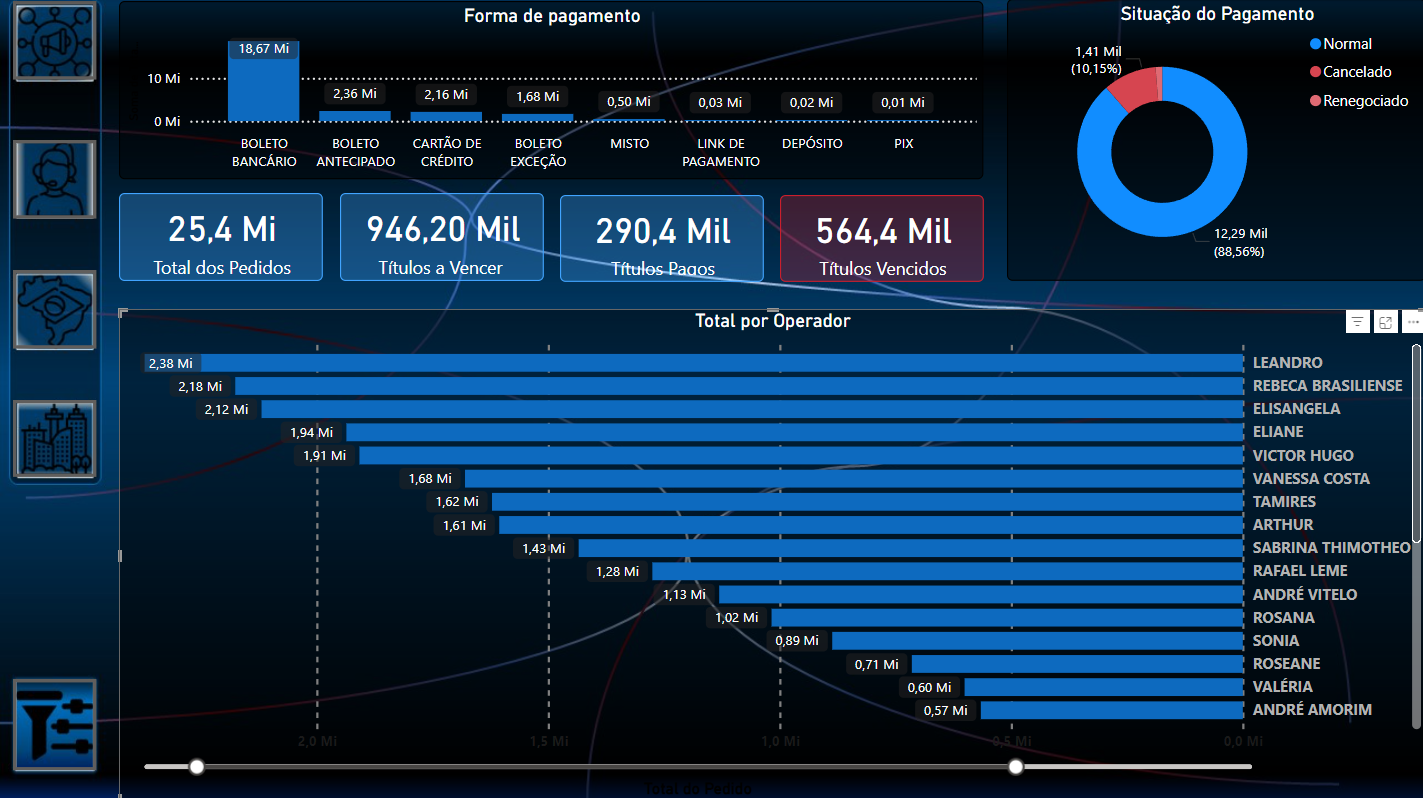 Forma de pagamento
18,67 Mi
2,36 Mi
2,16 Mi
1,68 Mi
0,50 Mi
0,03 Mi
0,02 Mi
0,01 Mi
10 Mi
0 Mi
BOLETO
BANCÁRIO
BOLETO
ANTECIPADO
CARTÃO DE
CRÉDITO
BOLETO
EXCEÇÃO
MISTO
LINK DE
PAGAMENTO
DEPÓSITO
PIX
Situação do Pagamento
1,41 Mil
(10,15%)
12,29 Mil
(88,56%)
Normal
Cancelado
Renegociado
25,4 Mi
Total dos Pedidos
946,20 Mil
Títulos a Vencer
290,4 Mil
Títulos Pagos
564,4 Mil
Títulos Vencidos
Total por Operador
2,38 Mi LEANDRO
2,18 Mi REBECA BRASILIENSE
2,12 Mi ELISANGELA
1,94 Mi ELIANE
1,91 Mi VICTOR HUGO
1,68 Mi VANESSA COSTA
1,62 Mi TAMIRES
1,61 Mi ARTHUR
1,43 Mi SABRINA THIMOTHEO
1,28 Mi RAFAEL LEME
1,13 Mi ANDRÉ VITELO
1,02 Mi ROSANA
0,89 Mi SONIA
0,71 Mi ROSEANE
0,60 Mi VALÉRIA
0,57 Mi ANDRÉ AMORIM
2,0 Mi 1,5 Mi 1,0 Mi 0,5 Mi 0,0 Mi
Total do Pedido